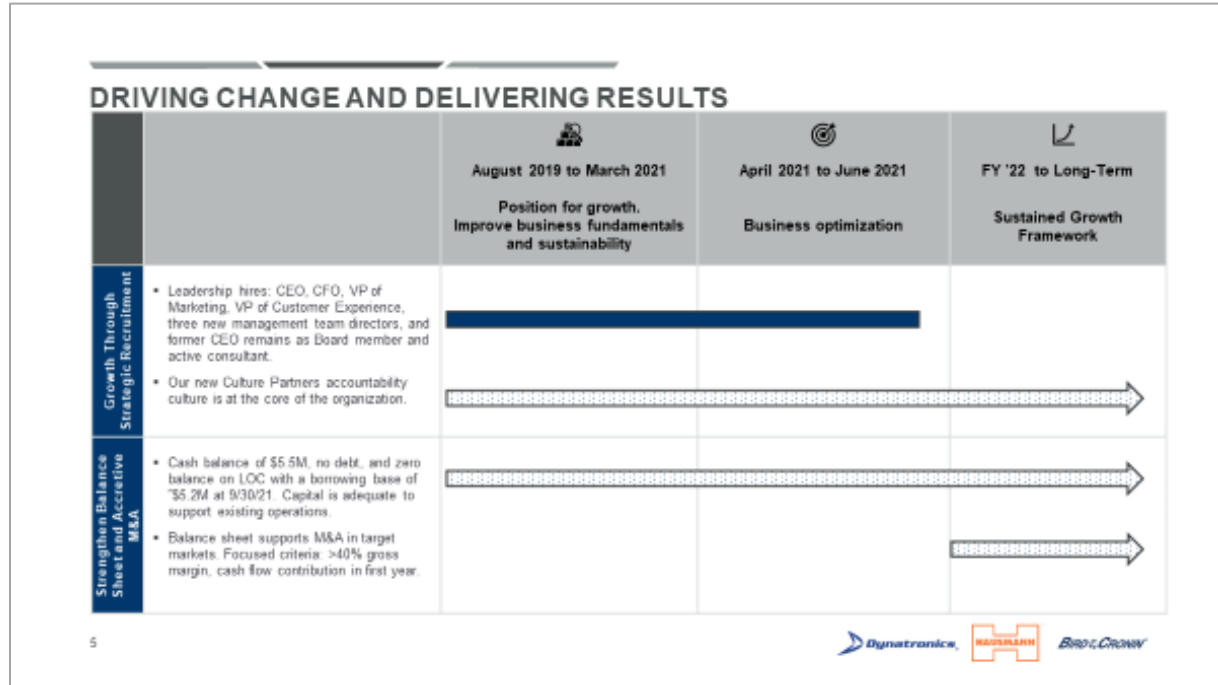 DRIVING CHANGE AND DELIVERING RESULTS
August 2019 to March 2021
Position for growth.
Improve business fundamentals
and sustainability
April 2021 to June 2021
Business optimization
FY '22 to Long-Term
Sustained Growth
Framework
Growth Through
Strategic Recruitment
▪ Leadership hires: CEO, CFO, VP of
Marketing, VP of Customer Experience,
three new management team directors, and
former CEO remains as Board member and
active consultant.
▪ Our new Culture Partners accountability
culture is at the core of the organization.
Strengthen Balance
Sheet and Accretive
M&A
▪ Cash balance of $5.5M, no debt, and zero
balance on LOC with a borrowing base of
~$5.2M at 9/30/21. Capital is adequate to
support existing operations.
▪ Balance sheet supports M&A in target
markets. Focused criteria: >40% gross
margin, cash flow contribution in first year.
5
Dynatronics
HAUSMANN
BIRD & CRONIN